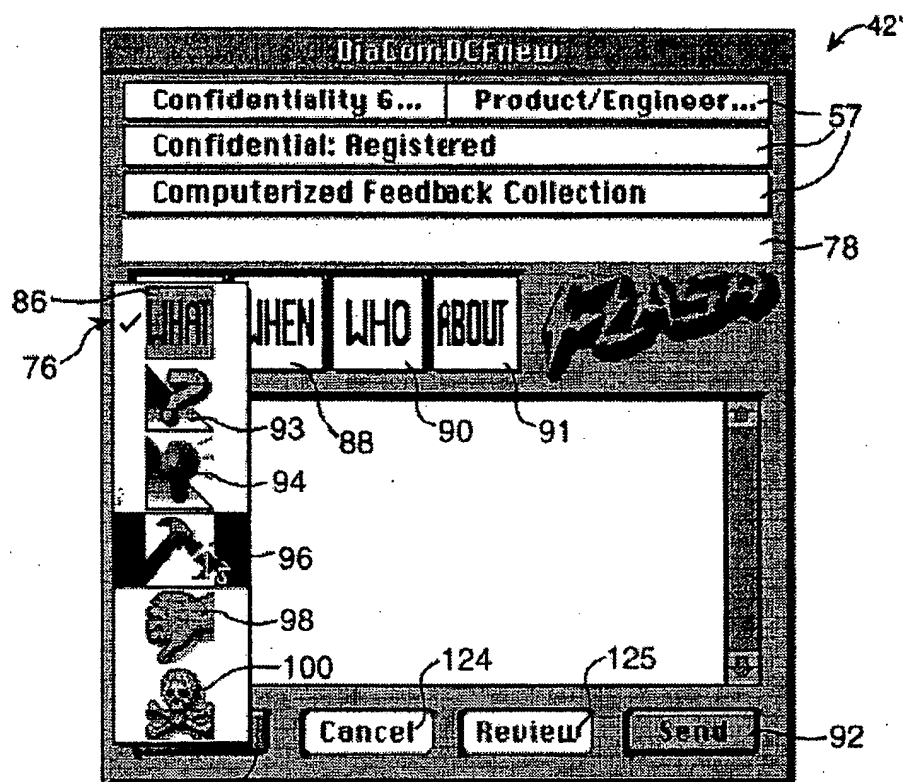 42'
DiaComDCFnew
Confidentiality &... Product/Engineer... 57
Confidential: Registered
Computerized Feedback Collection
78
86 WHAT WHEN WHO ABOUT
76
93 88 90 91
94
96
98
100 124 125
Cancel Review Send 92